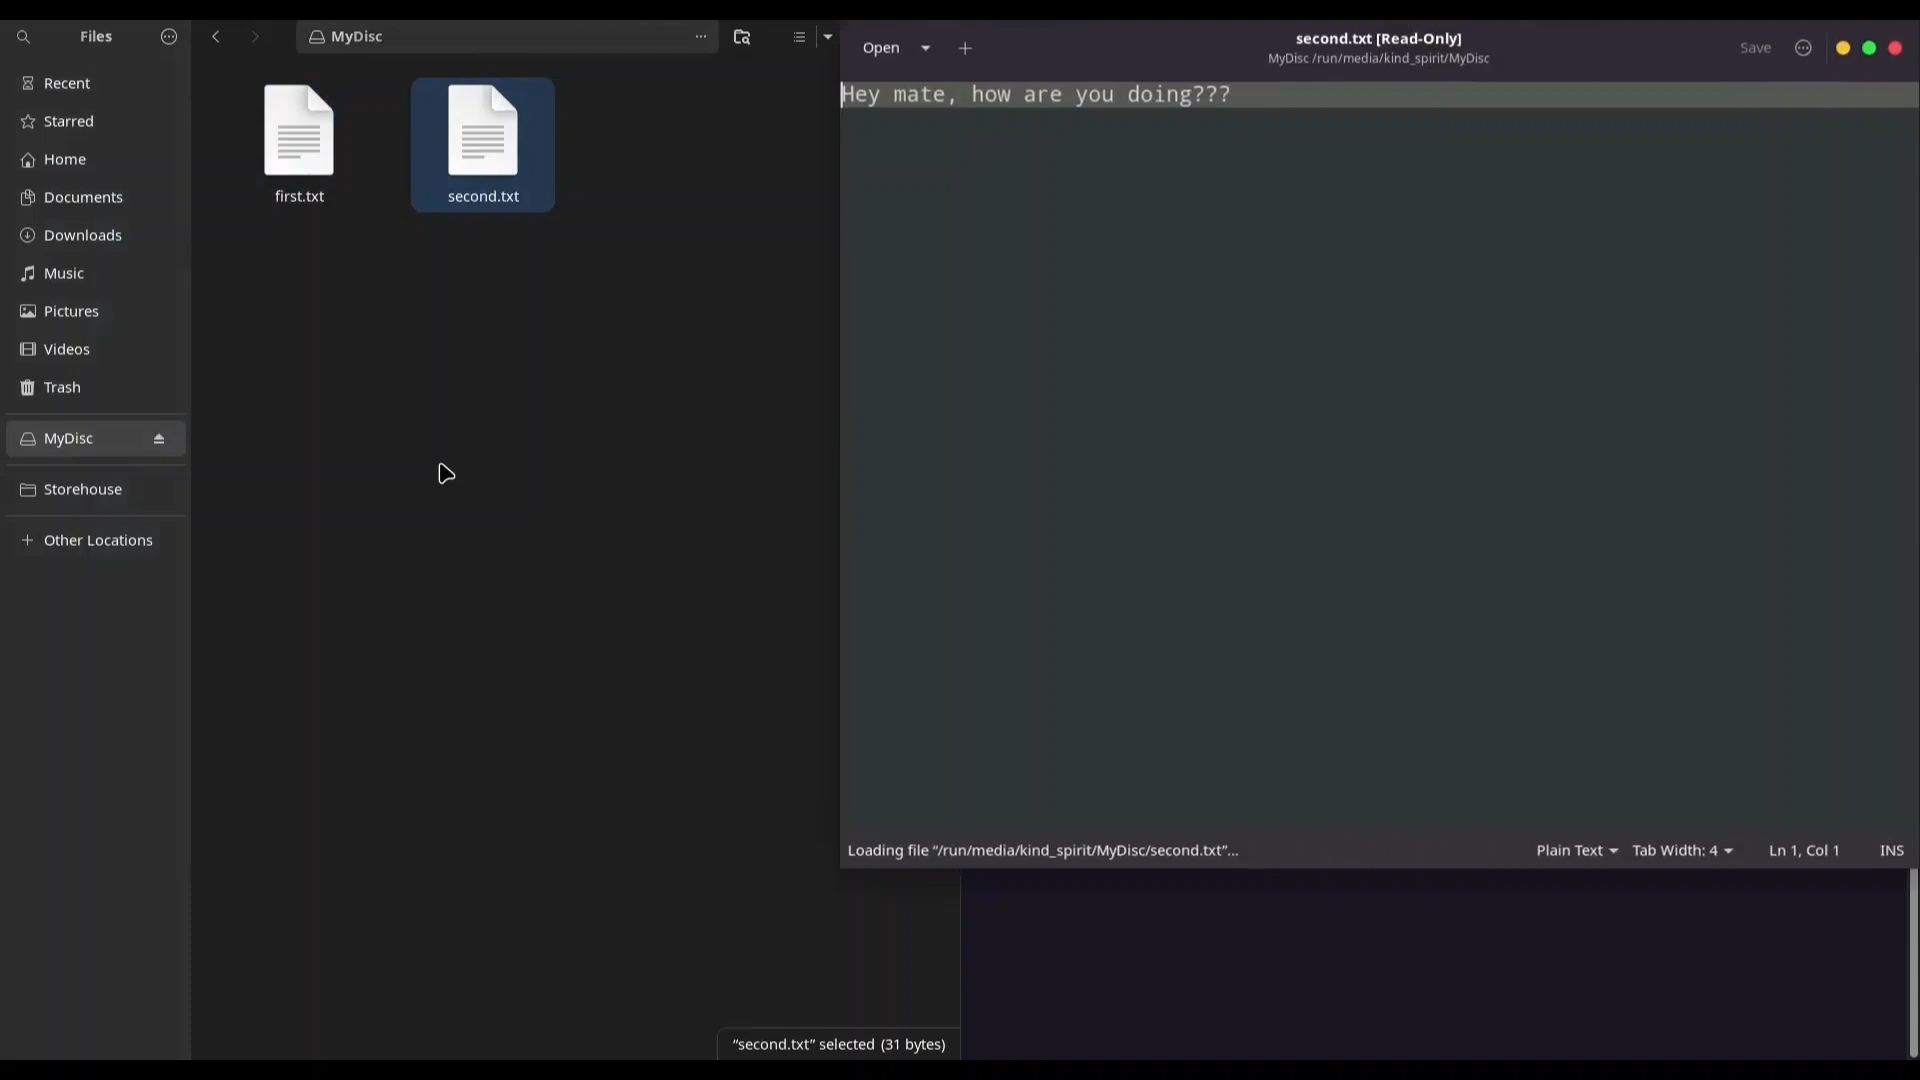 Files
Recent
Starred
Home
Documents
Downloads
Music
Pictures
Videos
Trash
MyDisc
Storehouse
Other Locations
MyDisc
first.txt
second.txt
"second.txt" selected (31 bytes)
Open
second.txt [Read-Only]
MyDisc /run/media/kind_spirit/MyDisc
Save
Hey mate, how are you doing???
Loading file “/run/media/kind_spirit/MyDisc/second.txt”…
Plain Text
Tab Width: 4
Ln 1, Col 1
INS